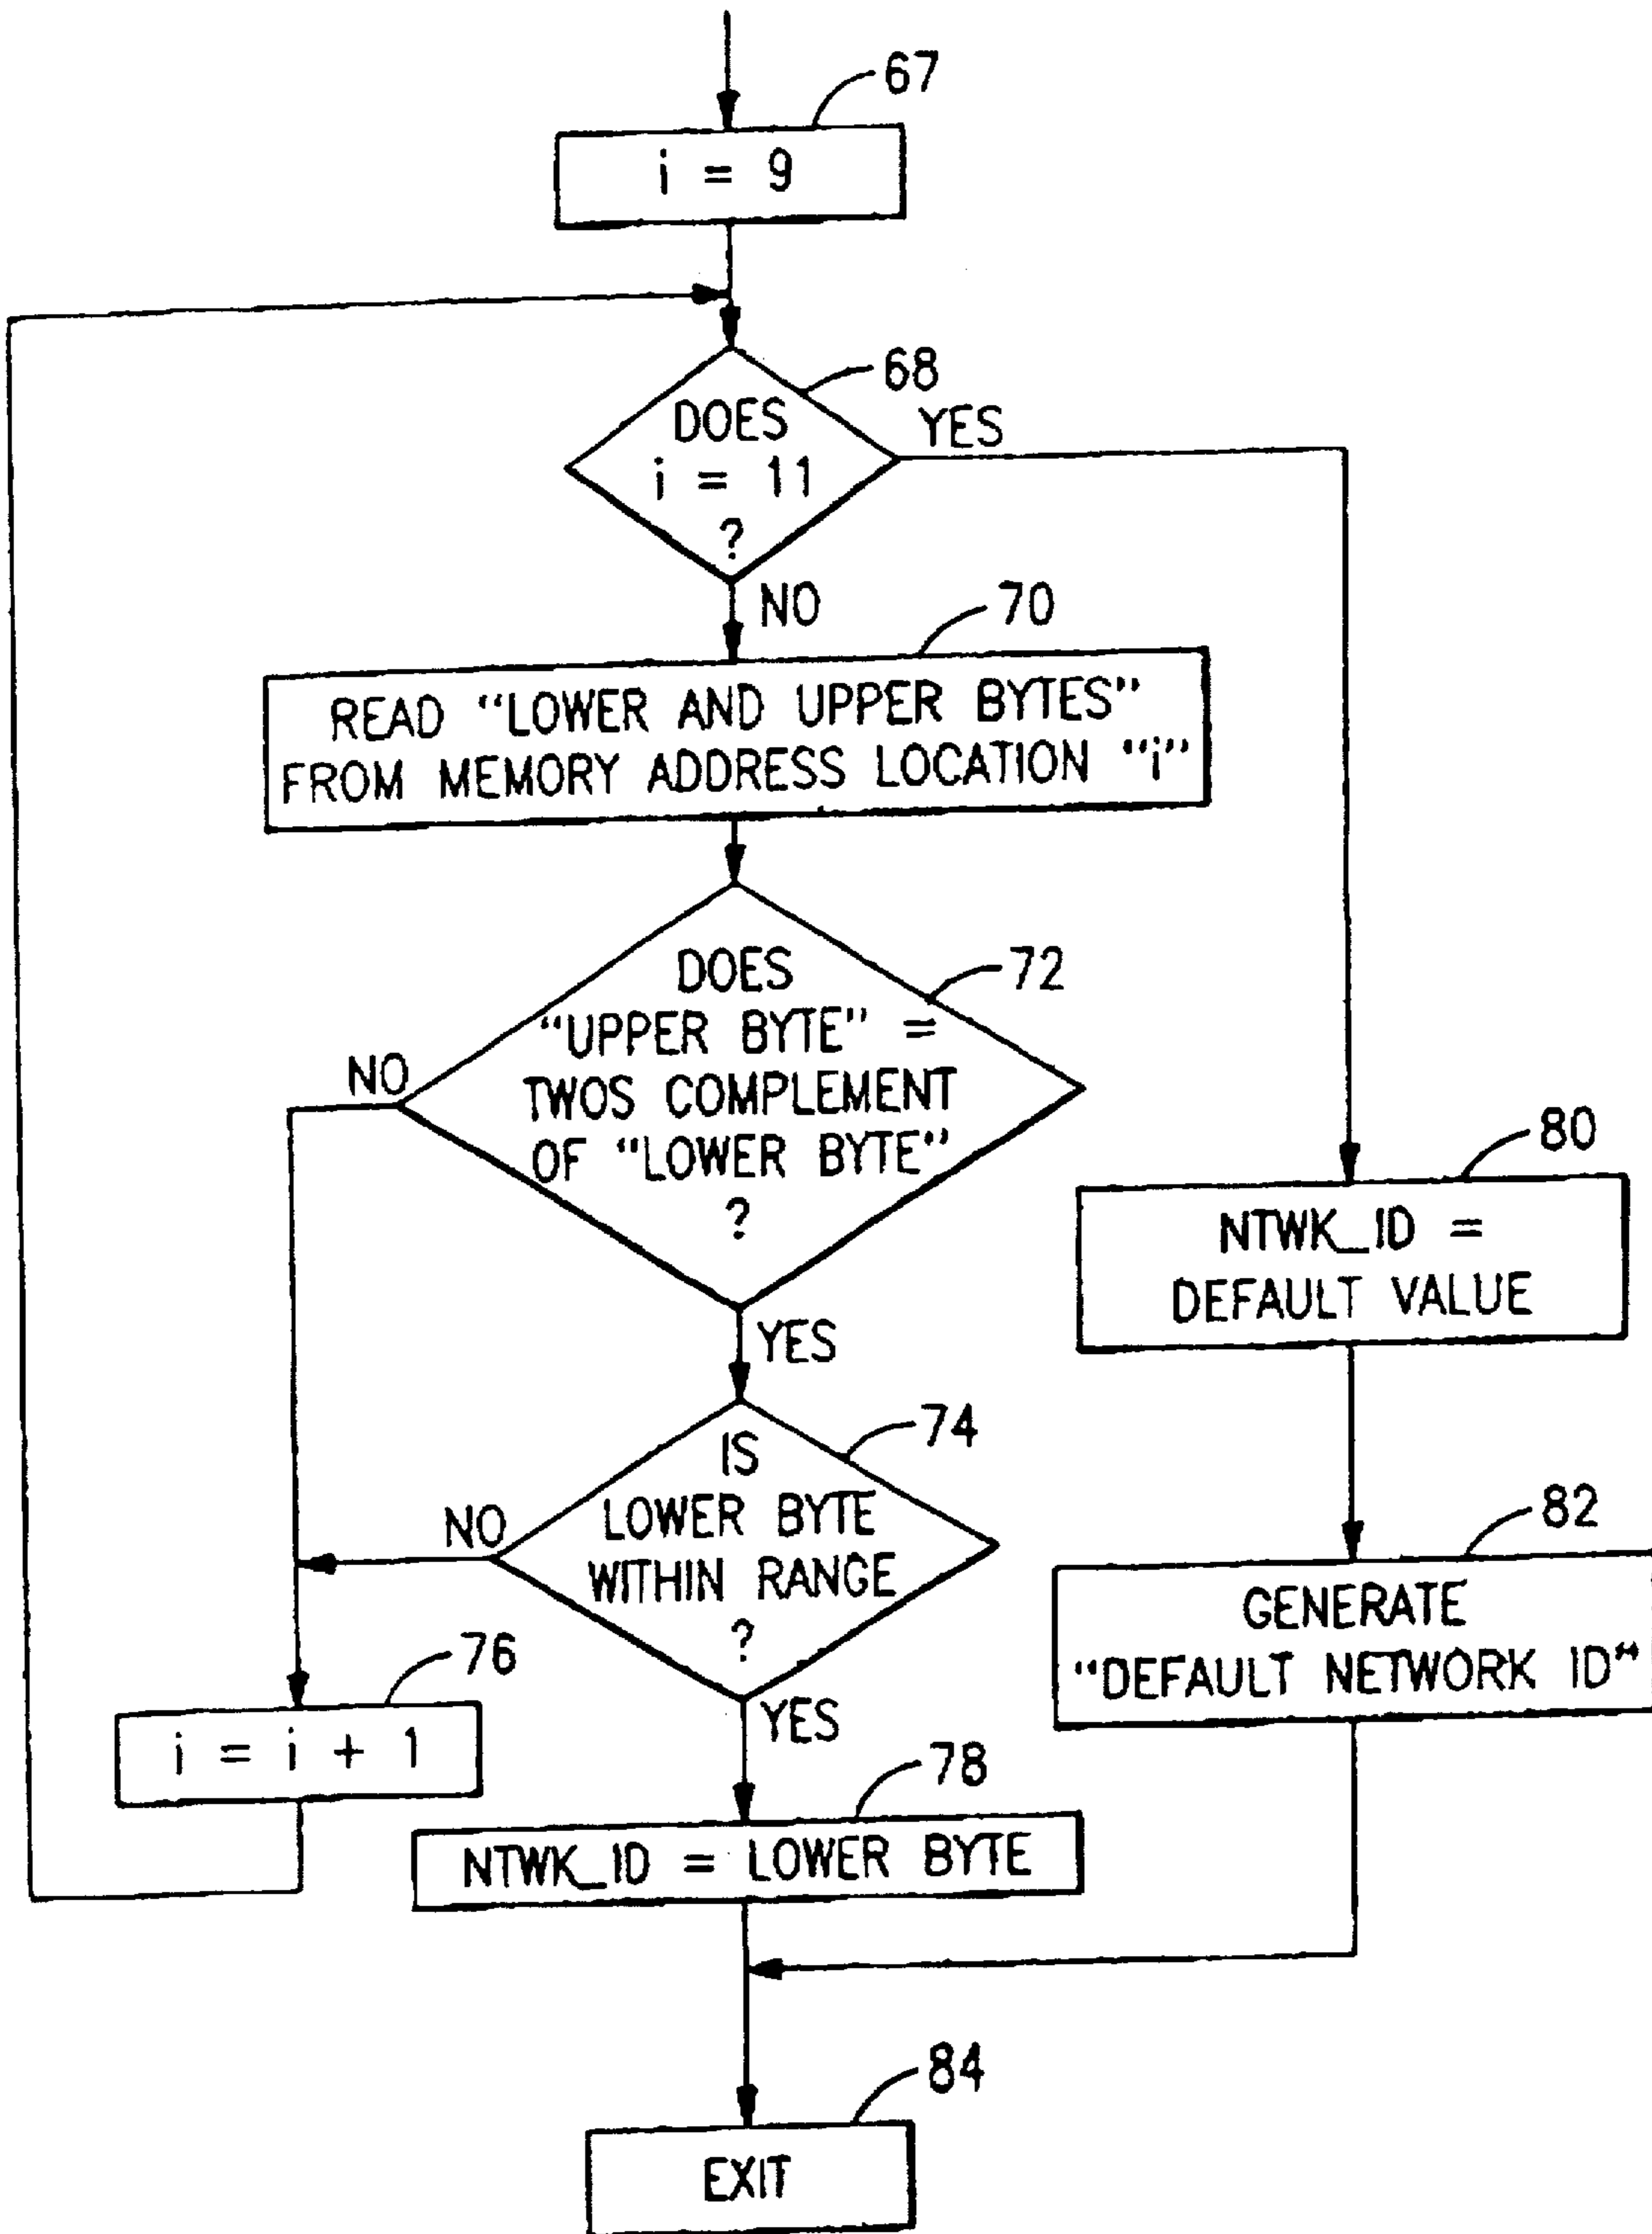 67
i = 9
68
DOES
i = 11
?
YES
NO
70
READ “LOWER AND UPPER BYTES”
FROM MEMORY ADDRESS LOCATION “i”
72
DOES
“UPPER BYTE” =
TWOS COMPLEMENT
OF “LOWER BYTE”
?
NO
YES
80
NTWK_ID =
DEFAULT VALUE
74
IS
LOWER BYTE
WITHIN RANGE
?
NO
YES
82
GENERATE
“DEFAULT NETWORK ID”
76
i = i + 1
78
NTWK_ID = LOWER BYTE
84
EXIT